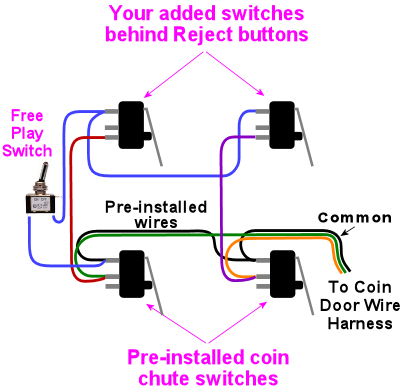 Your added switches
behind Reject buttons
Free
Play
Switch
Pre-installed
wires
Common
To Coin
Door Wire
Harness
Pre-installed coin
chute switches